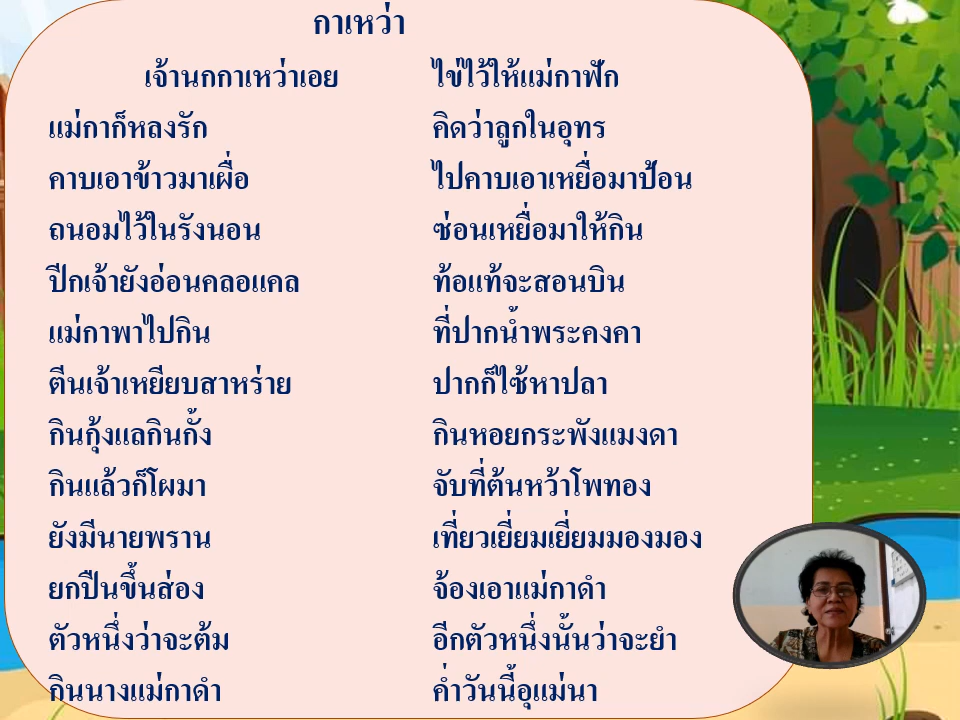 กาเหว่า
เจ้านกกาเหว่าเอย ไข่ไว้ให้แม่กาฟัก
แม่กาก็หลงรัก คิดว่าลูกในอุทร
คาบเอาข้าวมาเผื่อ ไปคาบเอาเหยื่อมาป้อน
ถนอมไว้ในรังนอน ซ่อนเหยื่อมาให้กิน
ปีกเจ้ายังอ่อนคลอแคล ท้อแท้จะสอนบิน
แม่กาพาไปกิน ที่ปากน้ำพระคงคา
ตีนเจ้าเหยียบสาหร่าย ปากก็ไซ้หาปลา
กินกุ้งแลกินกั้ง กินหอยกระพังแมงดา
กินแล้วก็โผมา จับที่ต้นหว้าโพทอง
ยังมีนายพราน เที่ยวเยี่ยมเยี่ยมมองมอง
ยกปืนขึ้นส่อง จ้องเอาแม่กาดำ
ตัวหนึ่งว่าจะต้ม อีกตัวหนึ่งนั้นว่าจะยำ
กินนางแม่กาดำ ค่ำวันนี้อุแม่นา